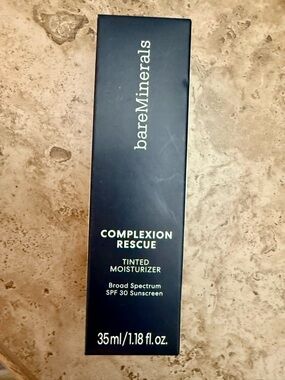 bareMinerals
COMPLEXION
RESCUE
TINTED
MOISTURIZER
Broad Spectrum
SPF 30 Sunscreen
35ml/1.18 fl.oz.